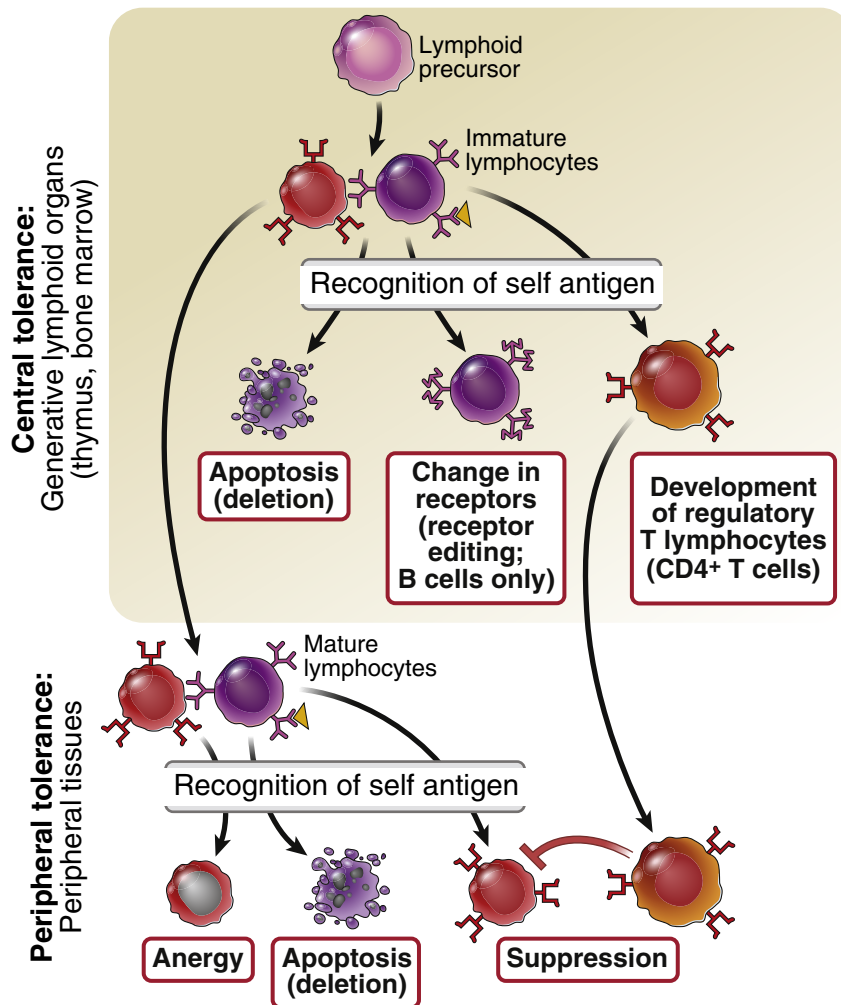 Lymphoid
precursor
Immature
lymphocytes
Central tolerance:
Generative lymphoid organs
(thymus, bone marrow)
Recognition of self antigen
Apoptosis
(deletion)
Change in
receptors
(receptor
editing;
B cells only)
Development
of regulatory
T lymphocytes
(CD4+ T cells)
Mature
lymphocytes
Peripheral tolerance:
Peripheral tissues
Recognition of self antigen
Anergy
Apoptosis
(deletion)
Suppression